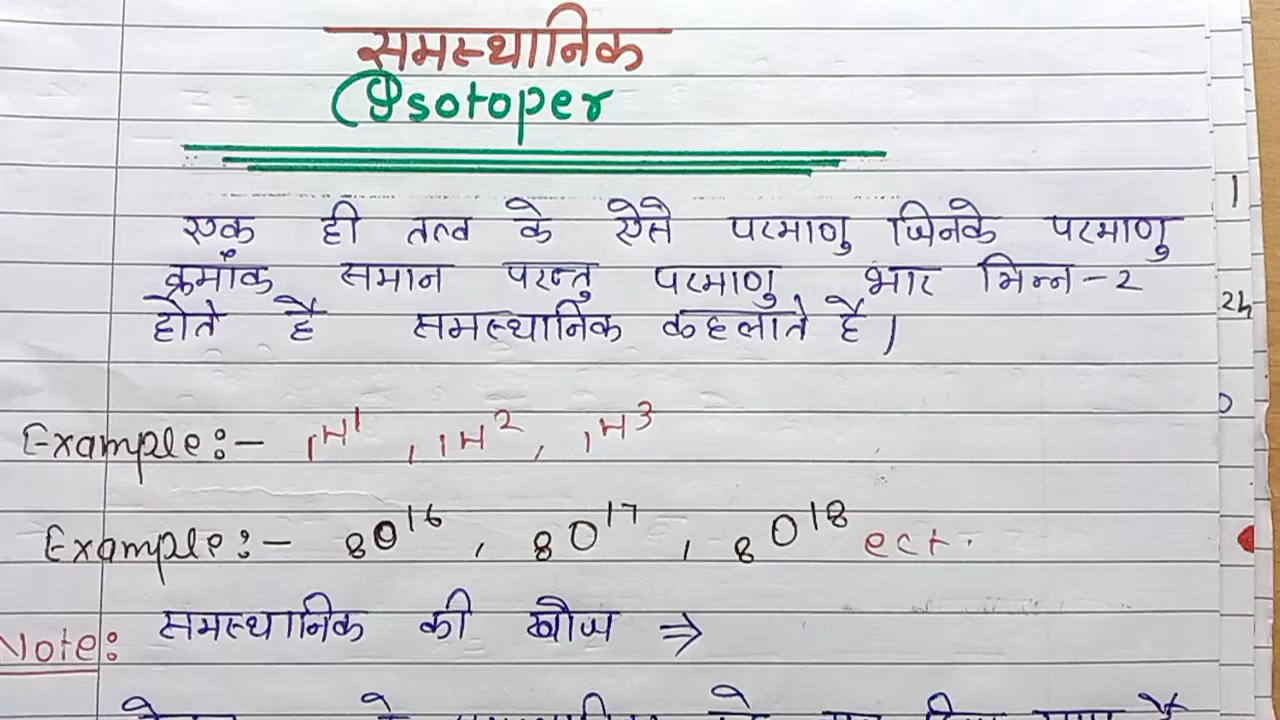 समस्थानिक
Isotoper
एक ही तत्व के ऐसे परमाणु जिनके परमाणु
क्रमांक समान परन्तु परमाणु भार भिन्न-2
होते है समस्थानिक कहलाते है।
Example:- ₁H¹, ₁H², ₁H³
Example:- ₈O¹⁶, ₈O¹⁷, ₈O¹⁸ ect.
Note: समस्थानिक की खोज ⇒